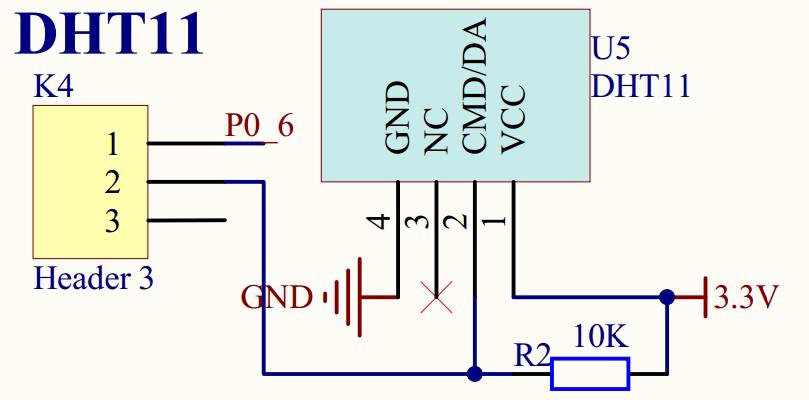 DHT11
K4
1
2
3
Header 3
P0_6
GND
NC
CMD/DA
VCC
4
3
2
1
U5
DHT11
GND
3.3V
R2
10K